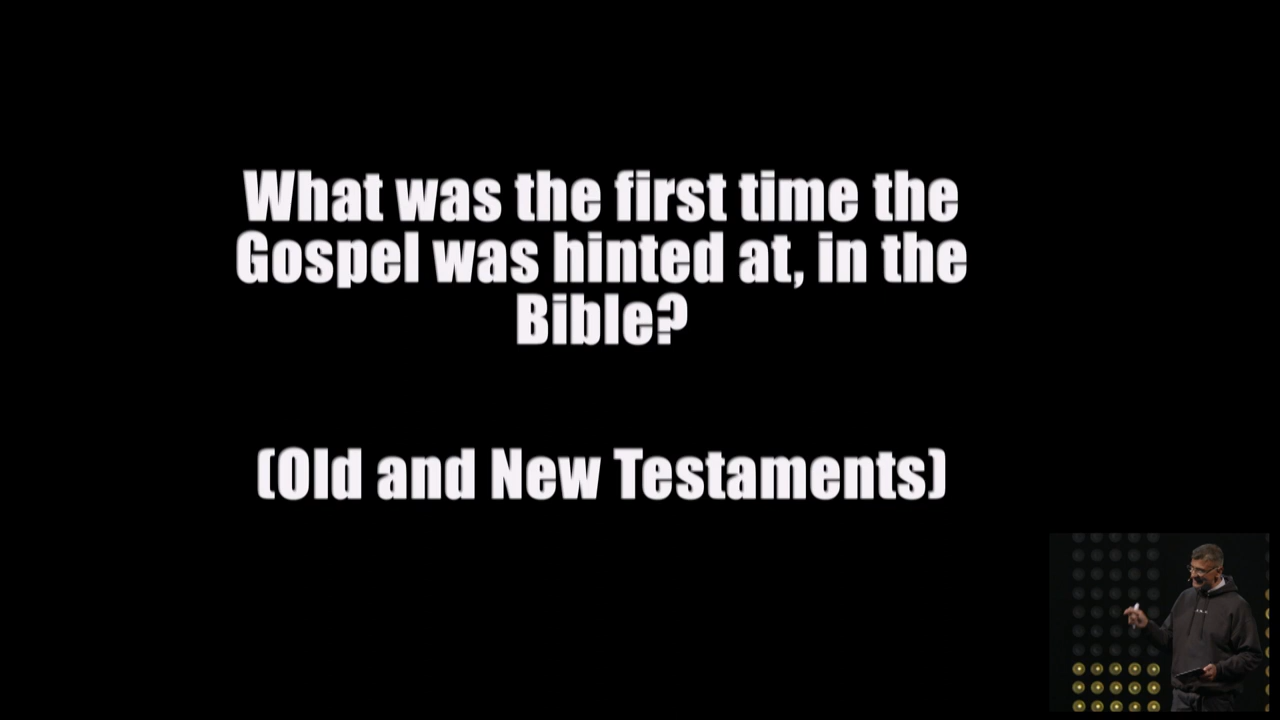 What was the first time the
Gospel was hinted at, in the
Bible?
(Old and New Testaments)